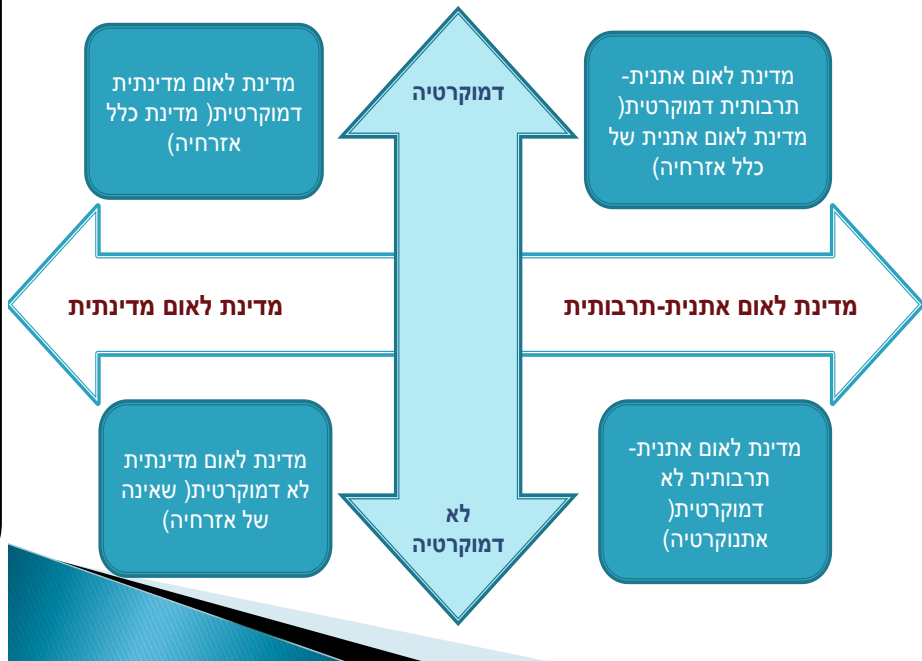 מדינת לאום אתנית-
תרבותית דמוקרטית(
מדינת לאום אתנית של
כלל אזרחיה)
דמוקרטיה
מדינת לאום מדינתית
דמוקרטית( מדינת כלל
אזרחיה)
מדינת לאום אתנית-תרבותית
מדינת לאום מדינתית
מדינת לאום אתנית-
תרבותית לא
דמוקרטית(
אתנוקרטיה)
לא
דמוקרטיה
מדינת לאום מדינתית
לא דמוקרטית( שאינה
של אזרחיה)